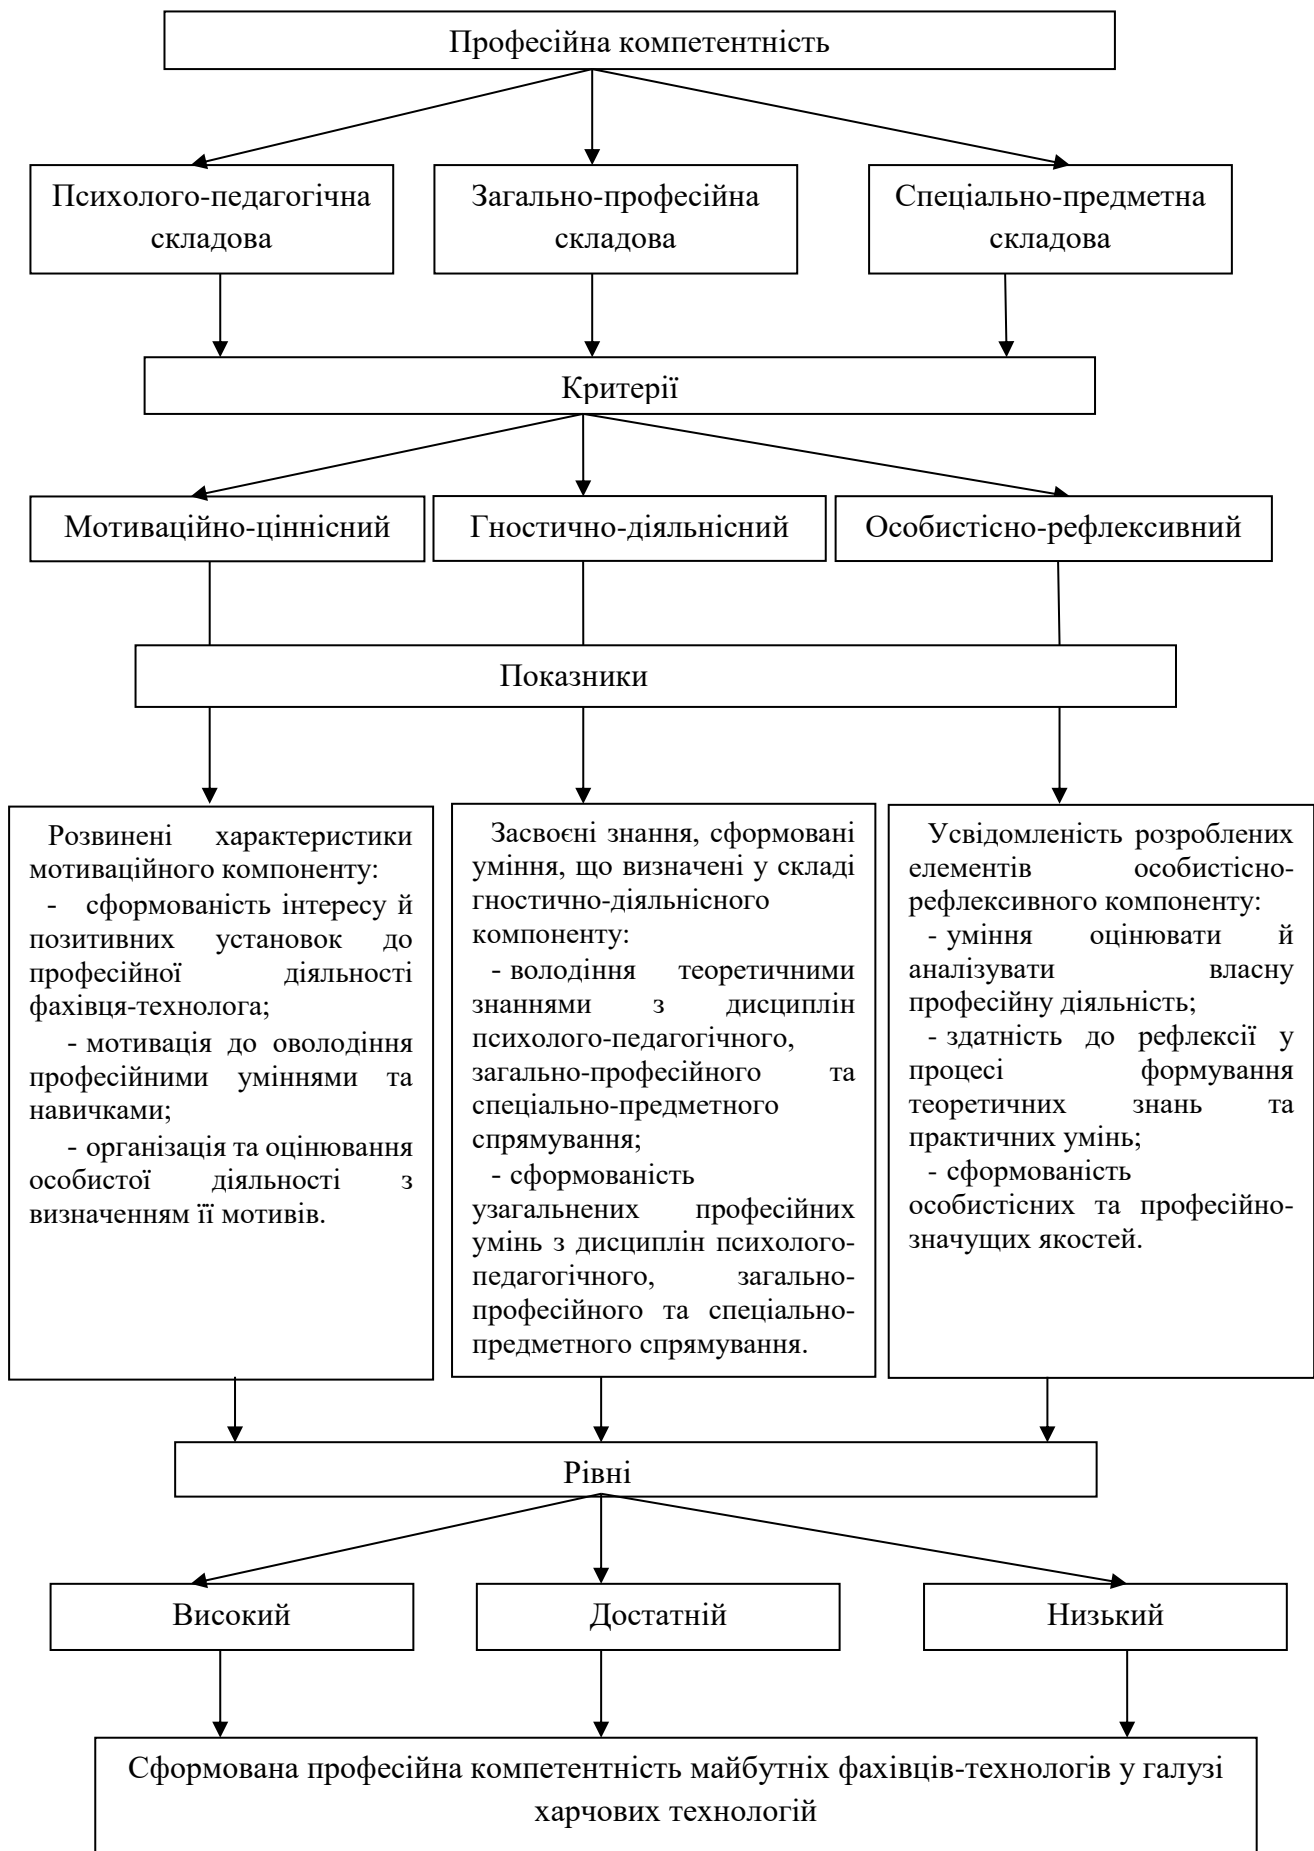 Професійна компетентність
Психолого-педагогічна
складова
Загально-професійна
складова
Спеціально-предметна
складова
Критерії
Мотиваційно-ціннісний
Гностично-діяльнісний
Особистісно-рефлексивний
Показники
Розвинені характеристики
мотиваційного компоненту:
- сформованість інтересу й
позитивних установок до
професійної діяльності
фахівця-технолога;
- мотивація до оволодіння
професійними уміннями та
навичками;
- організація та оцінювання
особистої діяльності з
визначенням її мотивів.
Засвоєні знання, сформовані
уміння, що визначені у складі
гностично-діяльнісного
компоненту:
- володіння теоретичними
знаннями з дисциплін
психолого-педагогічного,
загально-професійного та
спеціально-предметного
спрямування;
- сформованість
узагальнених професійних
умінь з дисциплін психолого-
педагогічного, загально-
професійного та спеціально-
предметного спрямування.
Усвідомленість розроблених
елементів особистісно-
рефлексивного компоненту:
- уміння оцінювати й
аналізувати власну
професійну діяльність;
- здатність до рефлексії у
процесі формування
теоретичних знань та
практичних умінь;
- сформованість
особистісних та професійно-
значущих якостей.
Рівні
Високий
Достатній
Низький
Сформована професійна компетентність майбутніх фахівців-технологів у галузі
харчових технологій